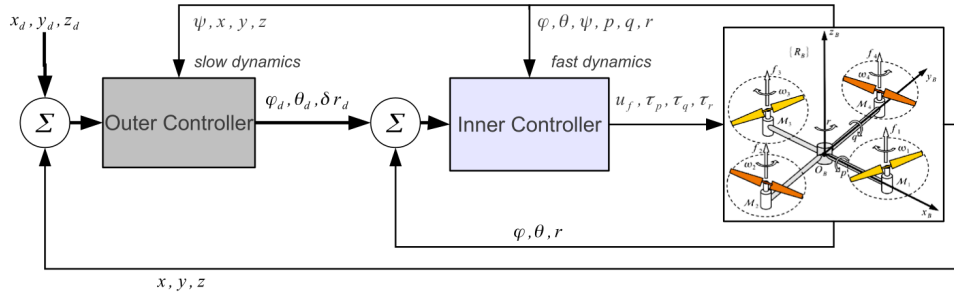 x_d, y_d, z_d
ψ, x, y, z
φ, θ, ψ, p, q, r
slow dynamics
fast dynamics
Σ
Outer Controller
φ_d, θ_d, δr_d
Σ
Inner Controller
u_f, τ_p, τ_q, τ_r
{R_B}
z_B
y_B
x_B
O_B
f_3
ω_3
M_3
f_4
ω_4
M_4
f_1
ω_1
M_1
ω_2
M_2
r
q
p
φ, θ, r
x, y, z